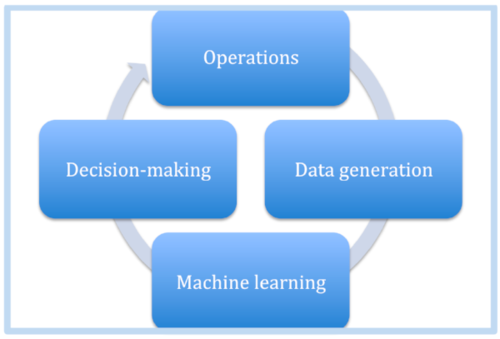 Operations
Decision-making
Data generation
Machine learning